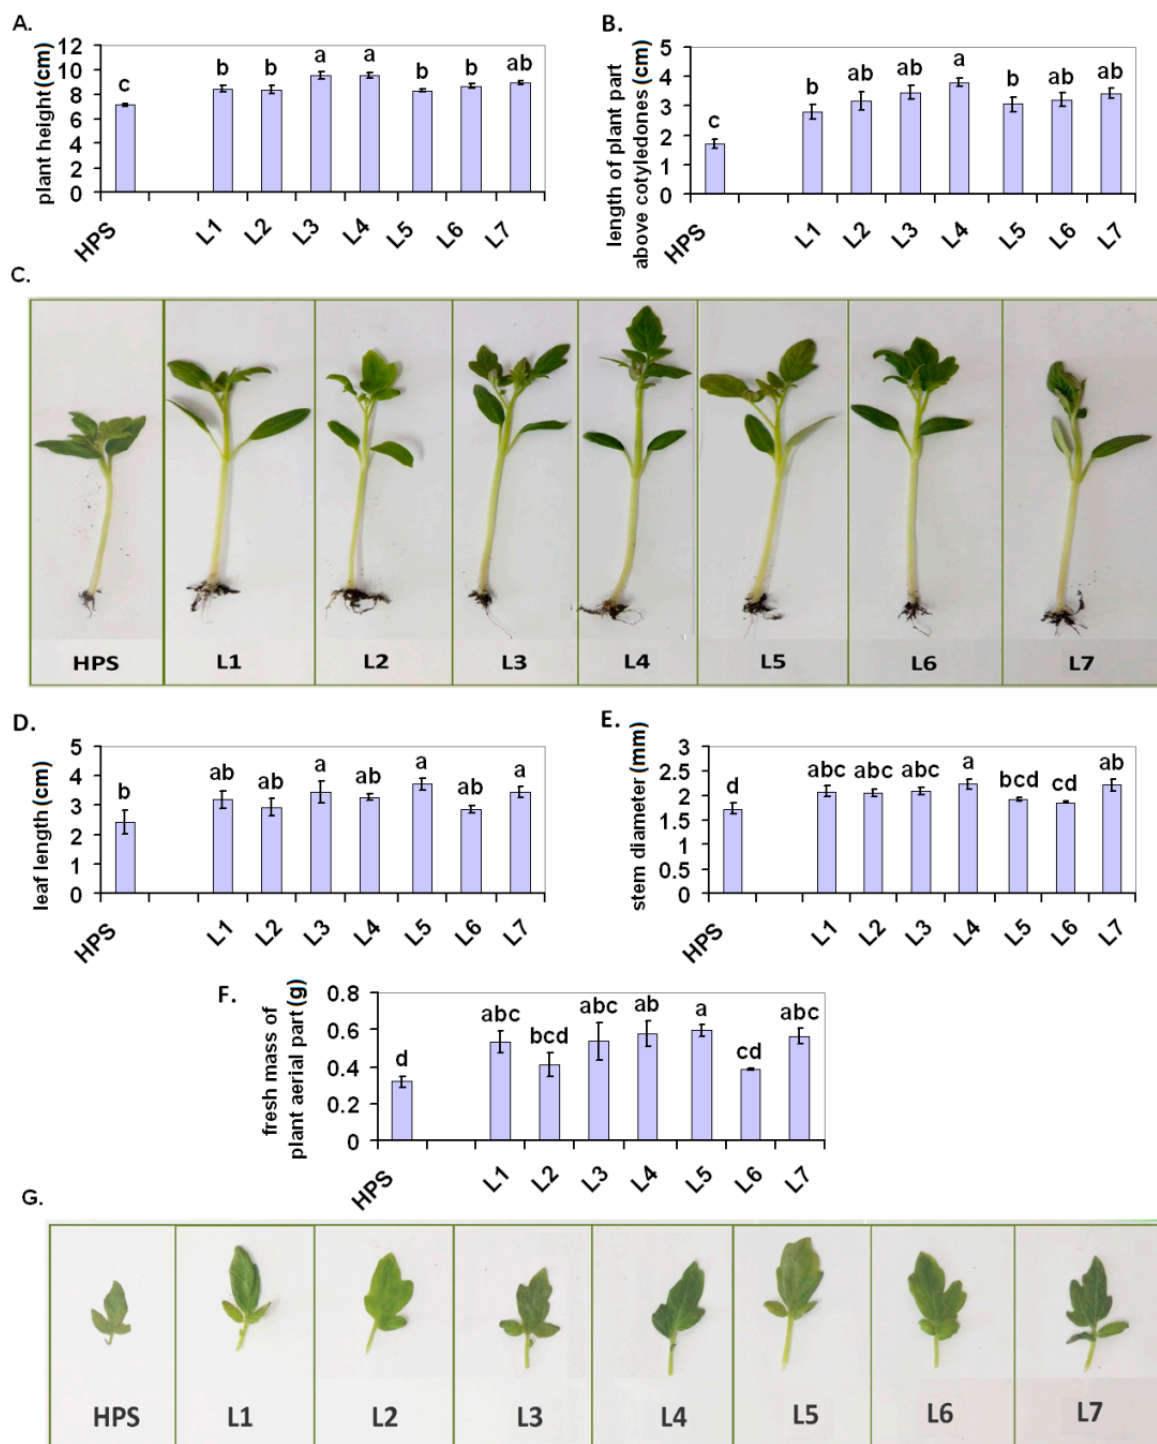 A.
plant height (cm)
12
10
8
6
4
2
0
c
b
b
a
a
b
b
ab
HPS
L1
L2
L3
L4
L5
L6
L7
B.
length of plant part
above cotyledones (cm)
5
4
3
2
1
0
c
b
ab
ab
a
b
ab
ab
HPS
L1
L2
L3
L4
L5
L6
L7
C.
HPS
L1
L2
L3
L4
L5
L6
L7
D.
leaf length (cm)
5
4
3
2
1
0
b
ab
ab
a
ab
a
ab
a
HPS
L1
L2
L3
L4
L5
L6
L7
E.
stem diameter (mm)
3
2.5
2
1.5
1
0.5
0
d
abc
abc
abc
a
bcd
cd
ab
HPS
L1
L2
L3
L4
L5
L6
L7
F.
fresh mass of
plant aerial part (g)
0.8
0.6
0.4
0.2
0
d
abc
bcd
abc
ab
a
cd
abc
HPS
L1
L2
L3
L4
L5
L6
L7
G.
HPS
L1
L2
L3
L4
L5
L6
L7